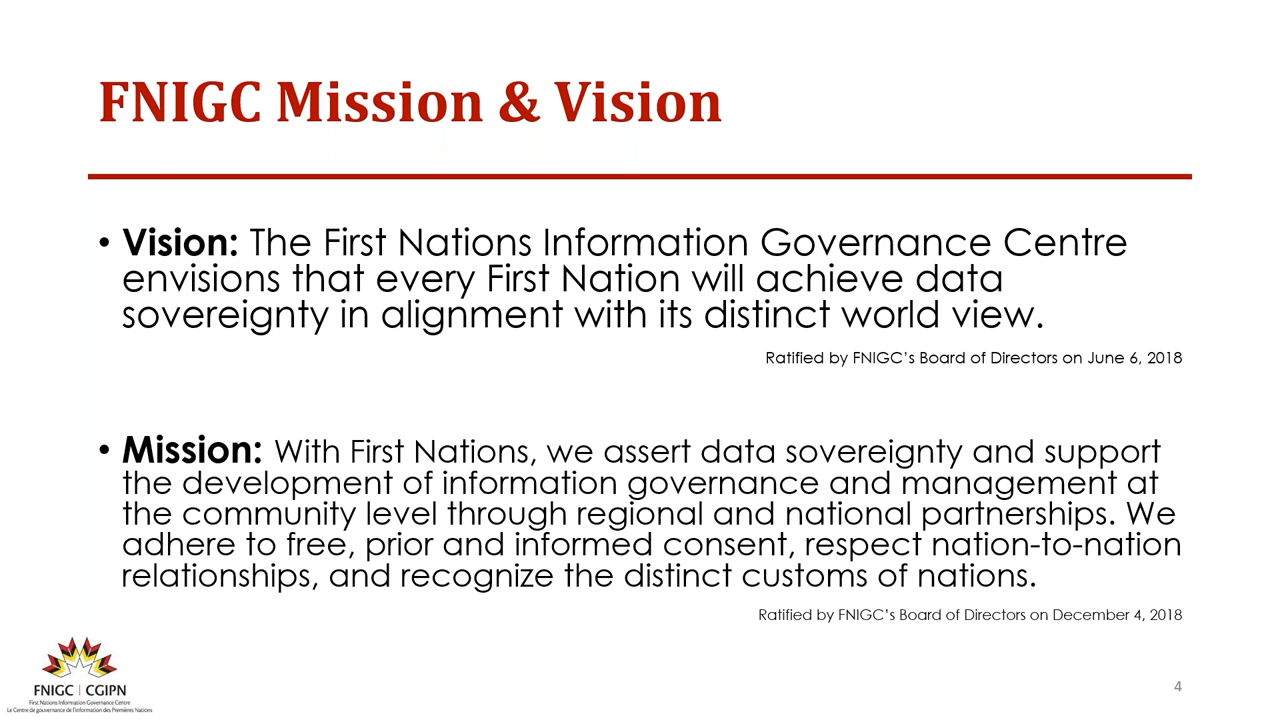 FNIGC Mission & Vision
• Vision: The First Nations Information Governance Centre
envisions that every First Nation will achieve data
sovereignty in alignment with its distinct world view.
Ratified by FNIGC’s Board of Directors on June 6, 2018
• Mission: With First Nations, we assert data sovereignty and support
the development of information governance and management at
the community level through regional and national partnerships. We
adhere to free, prior and informed consent, respect nation-to-nation
relationships, and recognize the distinct customs of nations.
Ratified by FNIGC’s Board of Directors on December 4, 2018
FNIGC | CGIPN
First Nations Information Governance Centre
Le Centre de gouvernance de l'information des Premières Nations
4